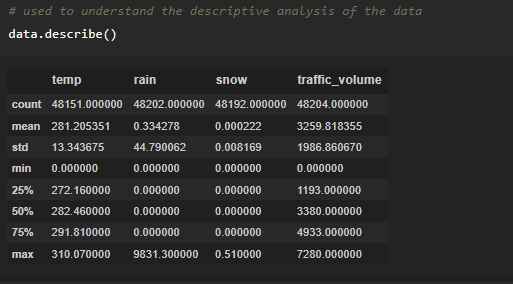 # used to understand the descriptive analysis of the data
data.describe()
temp rain snow traffic_volume
count 48151.000000 48202.000000 48192.000000 48204.000000
mean 281.205351 0.334278 0.000222 3259.818355
std 13.343675 44.790062 0.008169 1986.860670
min 0.000000 0.000000 0.000000 0.000000
25% 272.160000 0.000000 0.000000 1193.000000
50% 282.460000 0.000000 0.000000 3380.000000
75% 291.810000 0.000000 0.000000 4933.000000
max 310.070000 9831.300000 0.510000 7280.000000